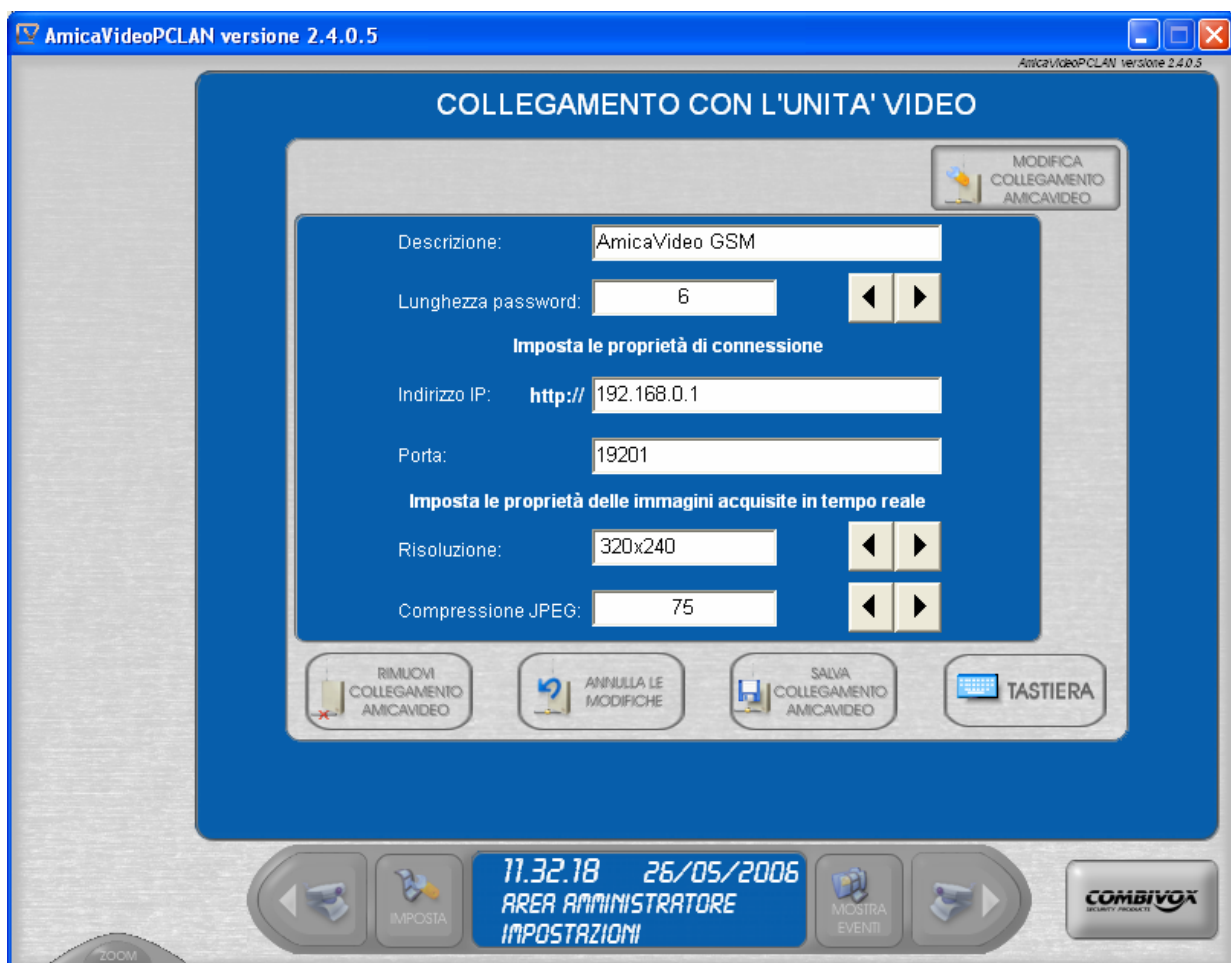 AmicaVideoPCLAN versione 2.4.0.5
AmicaVideoPCLAN versione 2.4.0.5
COLLEGAMENTO CON L'UNITA' VIDEO
MODIFICA
COLLEGAMENTO
AMICAVIDEO
Descrizione: AmicaVideo GSM
Lunghezza password: 6
Imposta le proprietà di connessione
Indirizzo IP: http:// 192.168.0.1
Porta: 19201
Imposta le proprietà delle immagini acquisite in tempo reale
Risoluzione: 320x240
Compressione JPEG: 75
RIMUOVI
COLLEGAMENTO
AMICAVIDEO
ANNULLA LE
MODIFICHE
SALVA
COLLEGAMENTO
AMICAVIDEO
TASTIERA
IMPOSTA
11.32.18 26/05/2006
AREA AMMINISTRATORE
IMPOSTAZIONI
MOSTRA
EVENTI
COMBIVOX
SECURITY PRODUCTS
ZOOM